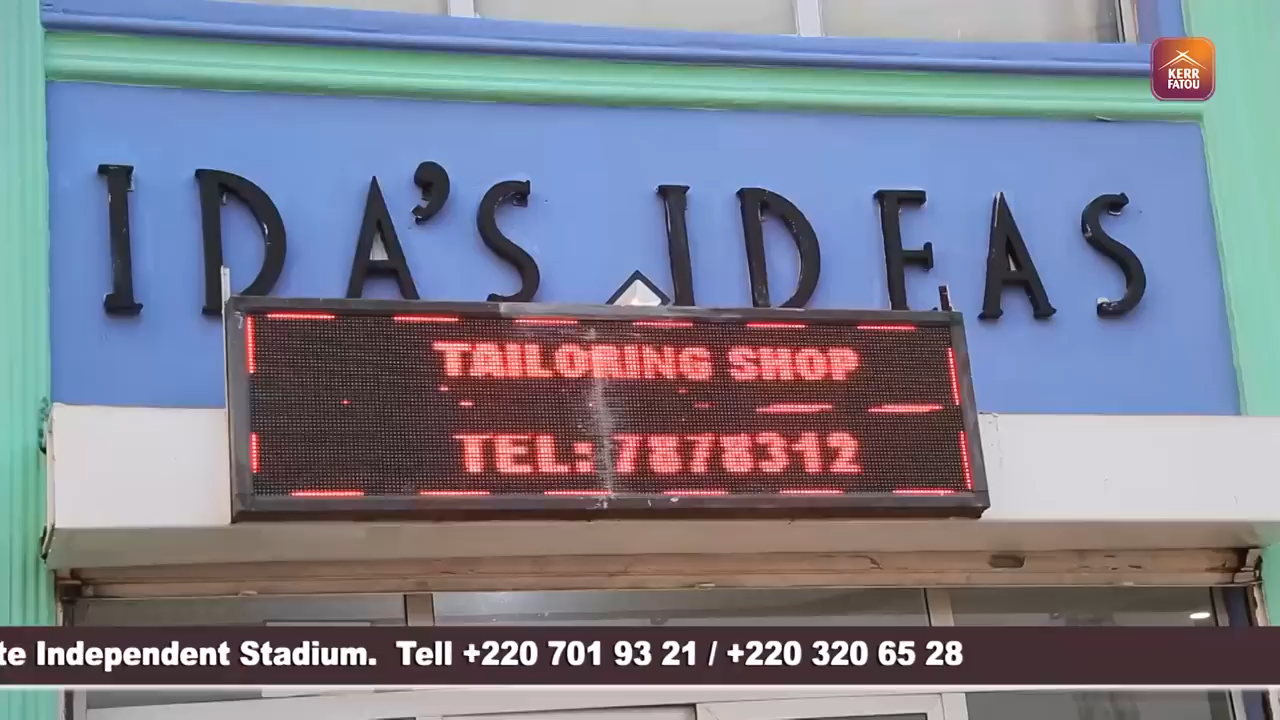 KERR
FATOU
IDA'S IDEAS
TAILORING SHOP
TEL: 7878312
te Independent Stadium. Tell +220 701 93 21 / +220 320 65 28